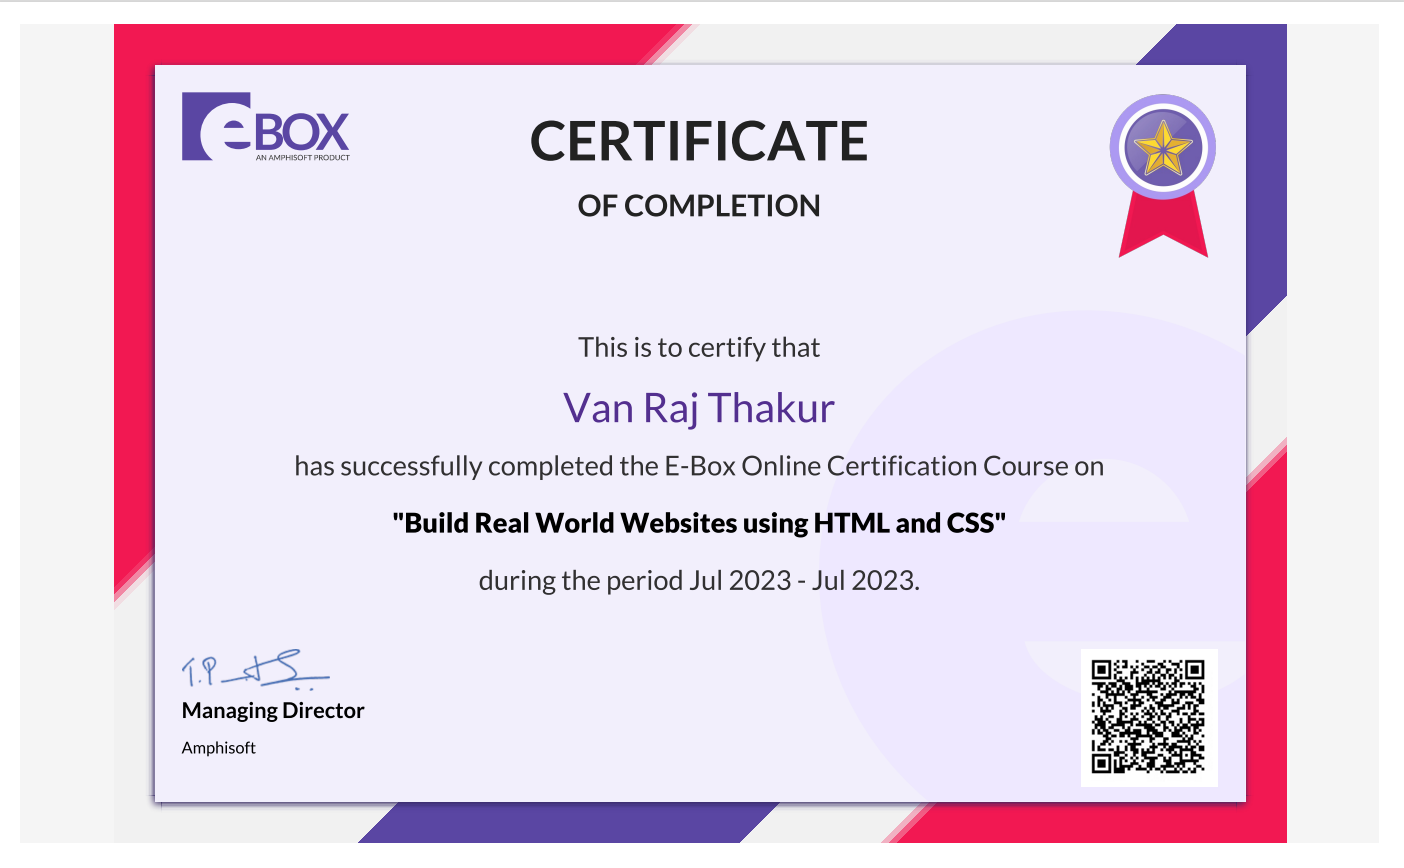 eBOX
AN AMPHISOFT PRODUCT
CERTIFICATE
OF COMPLETION
This is to certify that
Van Raj Thakur
has successfully completed the E-Box Online Certification Course on
"Build Real World Websites using HTML and CSS"
during the period Jul 2023 - Jul 2023.
Managing Director
Amphisoft